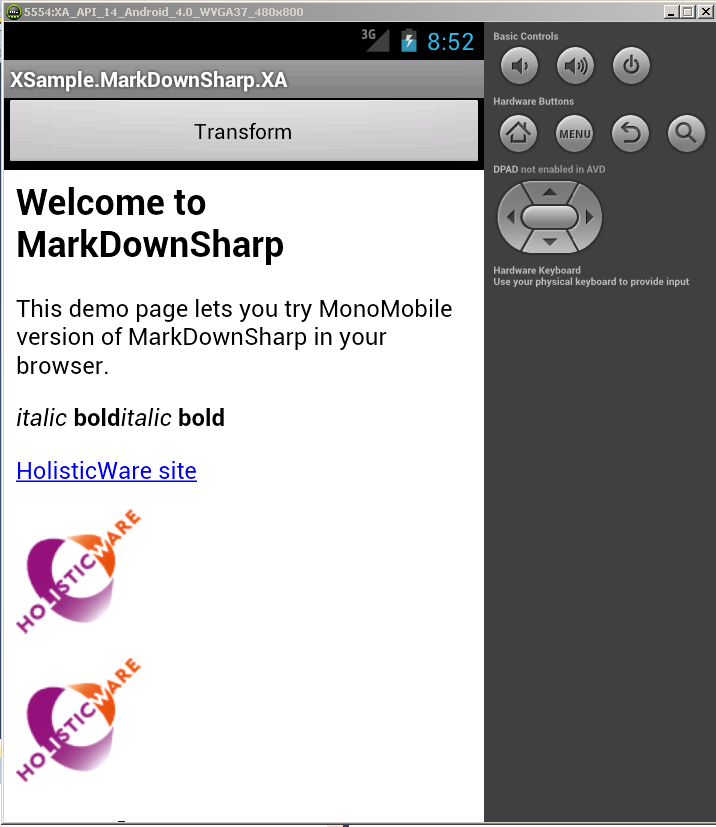 5554:XA_API_14_Android_4.0_WVGA37_480x800
3G 8:52
XSample.MarkDownSharp.XA
Transform
Welcome to
MarkDownSharp
This demo page lets you try MonoMobile
version of MarkDownSharp in your
browser.
italic bolditalic bold
HolisticWare site
HOLISTICWARE
HOLISTICWARE
Basic Controls
Hardware Buttons
MENU
DPAD not enabled in AVD
Hardware Keyboard
Use your physical keyboard to provide input